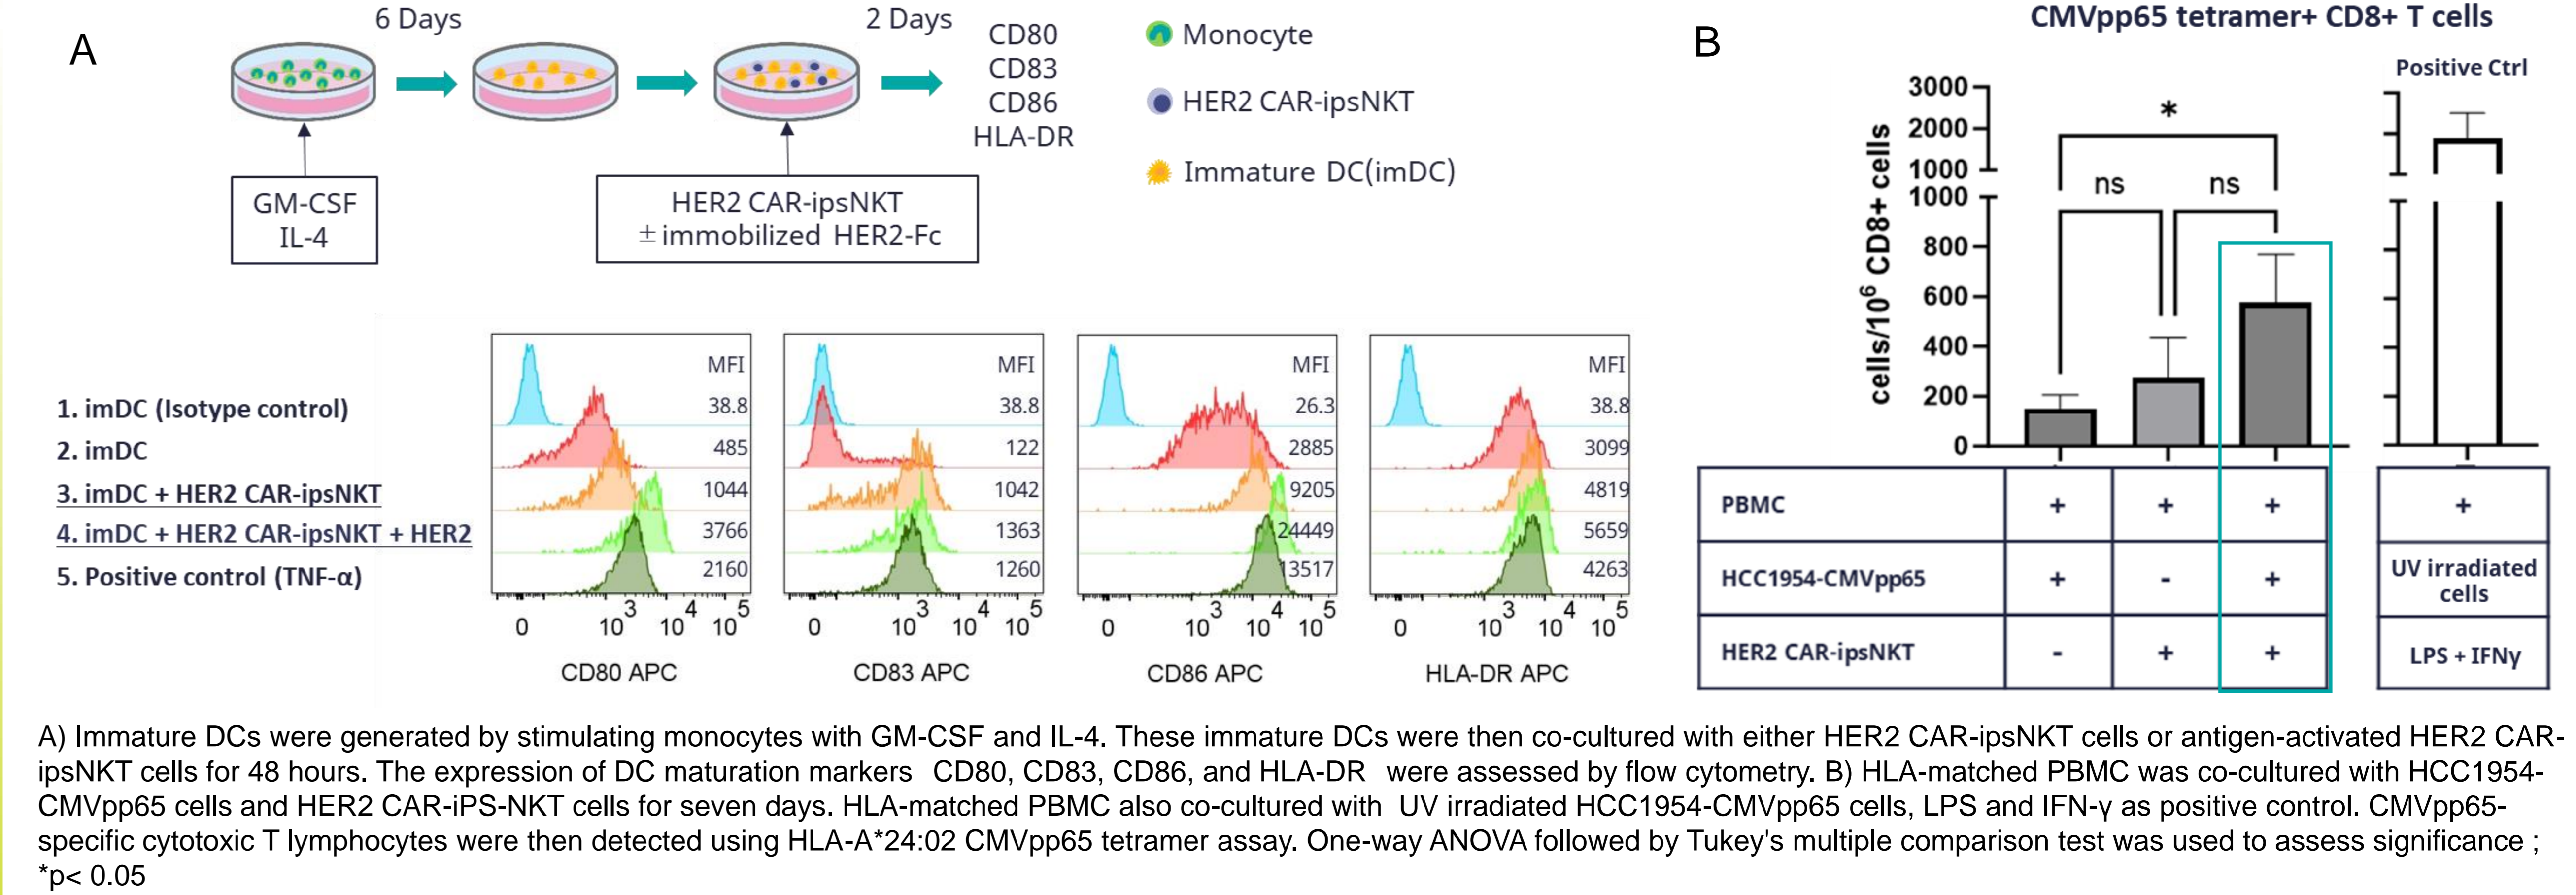 A
6 Days
2 Days
CD80
CD83
CD86
HLA-DR
Monocyte
HER2 CAR-ipsNKT
Immature DC(imDC)
GM-CSF
IL-4
HER2 CAR-ipsNKT
±immobilized HER2-Fc
1. imDC (Isotype control)
2. imDC
3. imDC + HER2 CAR-ipsNKT
4. imDC + HER2 CAR-ipsNKT + HER2
5. Positive control (TNF-α)
MFI
38.8
485
1044
3766
2160
0 10³ 10⁴ 10⁵
CD80 APC
MFI
38.8
122
1042
1363
1260
0 10³ 10⁴ 10⁵
CD83 APC
MFI
26.3
2885
9205
24449
13517
0 10³ 10⁴ 10⁵
CD86 APC
MFI
38.8
3099
4819
5659
4263
0 10³ 10⁴ 10⁵
HLA-DR APC
B
CMVpp65 tetramer+ CD8+ T cells
Positive Ctrl
cells/10⁶ CD8+ cells
3000
2000
1000
1000
800
600
400
200
0
*
ns ns
PBMC + + + +
HCC1954-CMVpp65 + - + UV irradiated
cells
HER2 CAR-ipsNKT - + + LPS + IFNγ
A) Immature DCs were generated by stimulating monocytes with GM-CSF and IL-4. These immature DCs were then co-cultured with either HER2 CAR-ipsNKT cells or antigen-activated HER2 CAR-
ipsNKT cells for 48 hours. The expression of DC maturation markers CD80, CD83, CD86, and HLA-DR were assessed by flow cytometry. B) HLA-matched PBMC was co-cultured with HCC1954-
CMVpp65 cells and HER2 CAR-iPS-NKT cells for seven days. HLA-matched PBMC also co-cultured with UV irradiated HCC1954-CMVpp65 cells, LPS and IFN-γ as positive control. CMVpp65-
specific cytotoxic T lymphocytes were then detected using HLA-A*24:02 CMVpp65 tetramer assay. One-way ANOVA followed by Tukey's multiple comparison test was used to assess significance ;
*p< 0.05